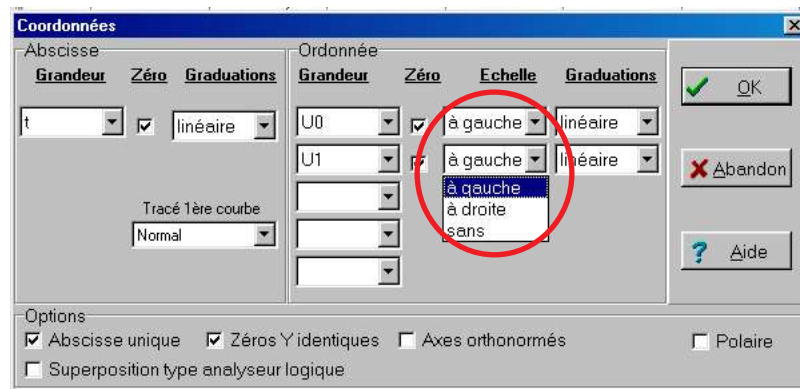 Coordonnées
Abscisse
Ordonnée
Grandeur Zéro Graduations Grandeur Zéro Echelle Graduations
t linéaire U0 à gauche linéaire
U1 à gauche linéaire
à gauche
à droite
sans
Tracé 1ère courbe
Normal
OK
Abandon
Aide
Options
Abscisse unique Zéros Y identiques Axes orthonormés Polaire
Superposition type analyseur logique